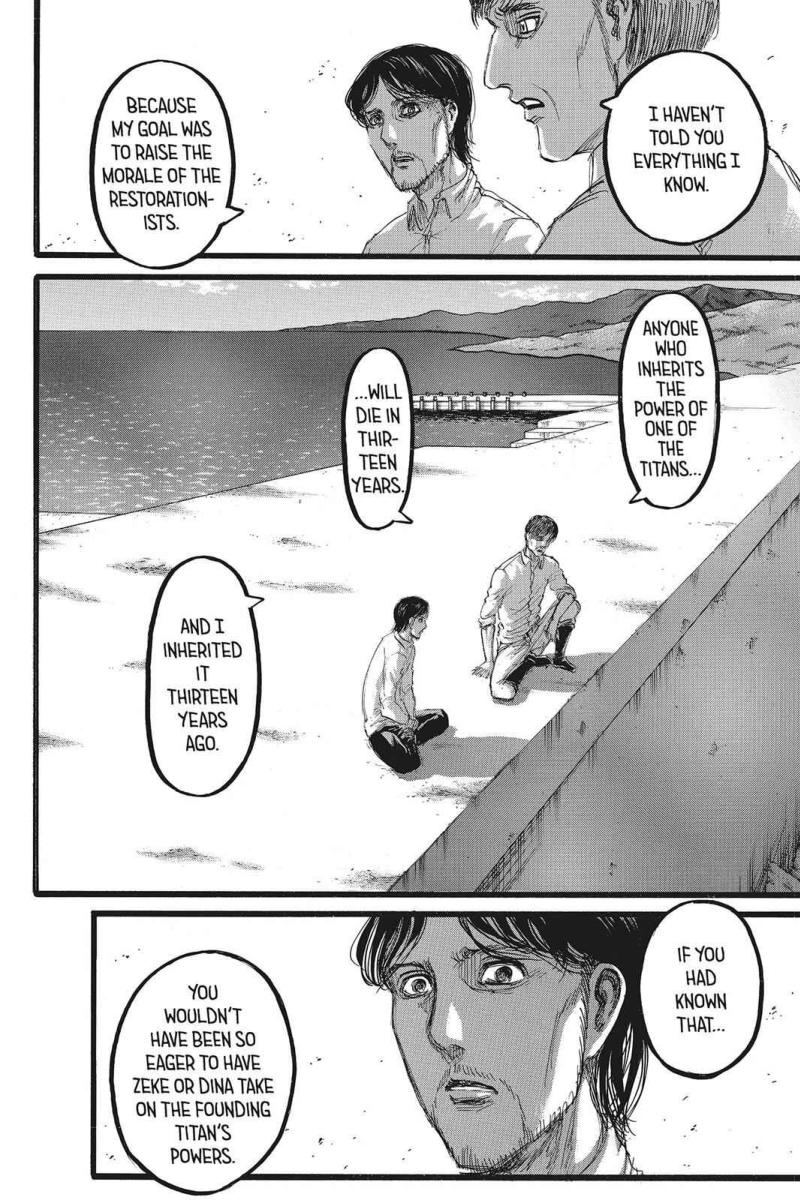 I HAVEN'T
TOLD YOU
EVERYTHING I
KNOW.
BECAUSE
MY GOAL WAS
TO RAISE THE
MORALE OF THE
RESTORATION-
ISTS.
ANYONE
WHO
INHERITS
THE
POWER OF
ONE OF
THE
TITANS...
...WILL
DIE IN
THIR-
TEEN
YEARS.
AND I
INHERITED
IT
THIRTEEN
YEARS
AGO.
IF YOU
HAD
KNOWN
THAT...
YOU
WOULDN'T
HAVE BEEN SO
EAGER TO HAVE
ZEKE OR DINA TAKE
ON THE FOUNDING
TITAN'S
POWERS.